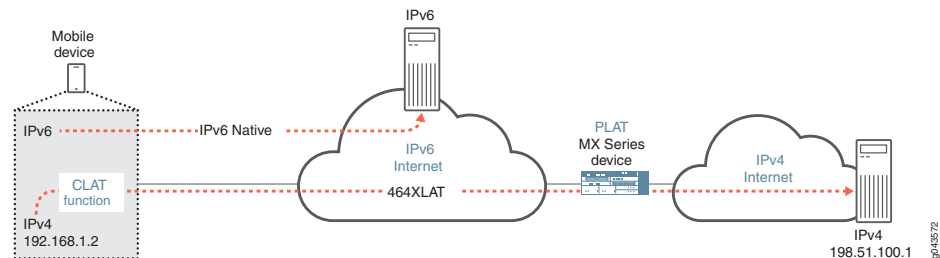 IPv6
Mobile
device
IPv6
IPv6 Native
IPv6
Internet
464XLAT
CLAT
function
IPv4
192.168.1.2
PLAT
MX Series
device
IPv4
Internet
IPv4
198.51.100.1
g043572